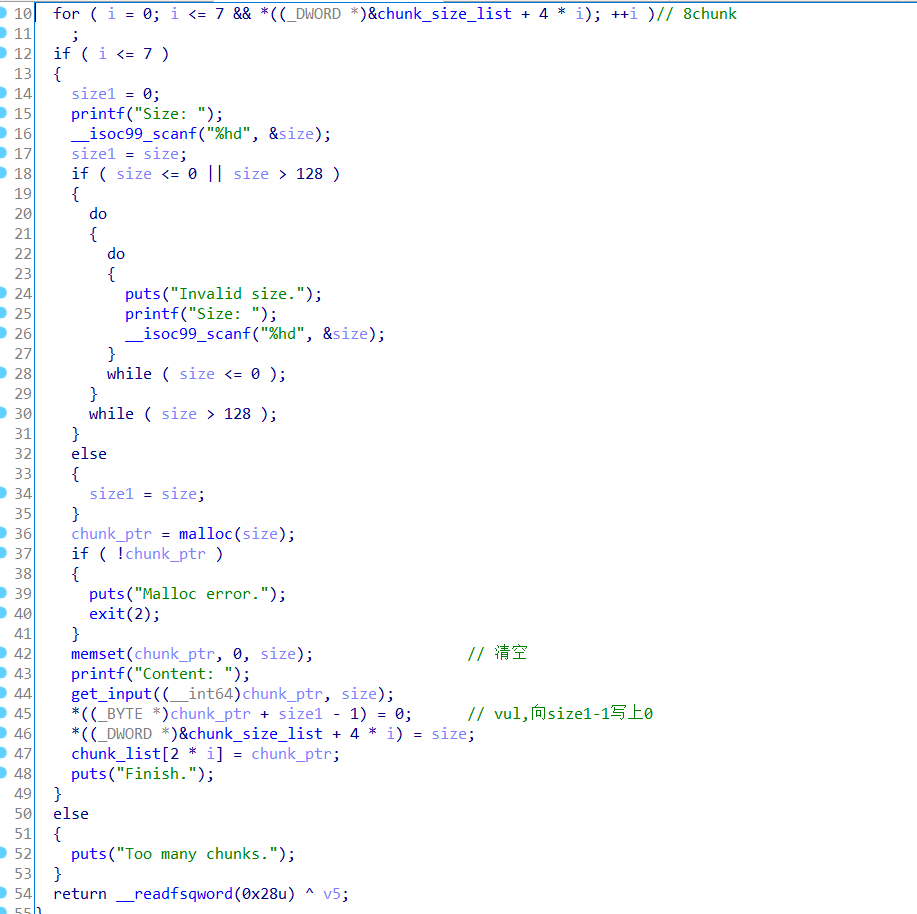 10 for ( i = 0; i <= 7 && *((_DWORD *)&chunk_size_list + 4 * i); ++i )// 8chunk
11 ;
12 if ( i <= 7 )
13 {
14 size1 = 0;
15 printf("Size: ");
16 __isoc99_scanf("%hd", &size);
17 size1 = size;
18 if ( size <= 0 || size > 128 )
19 {
20 do
21 {
22 do
23 {
24 puts("Invalid size.");
25 printf("Size: ");
26 __isoc99_scanf("%hd", &size);
27 }
28 while ( size <= 0 );
29 }
30 while ( size > 128 );
31 }
32 else
33 {
34 size1 = size;
35 }
36 chunk_ptr = malloc(size);
37 if ( !chunk_ptr )
38 {
39 puts("Malloc error.");
40 exit(2);
41 }
42 memset(chunk_ptr, 0, size); // 清空
43 printf("Content: ");
44 get_input((__int64)chunk_ptr, size);
45 *((_BYTE *)chunk_ptr + size1 - 1) = 0; // vul,向size1-1写上0
46 *((_DWORD *)&chunk_size_list + 4 * i) = size;
47 chunk_list[2 * i] = chunk_ptr;
48 puts("Finish.");
49 }
50 else
51 {
52 puts("Too many chunks.");
53 }
54 return __readfsqword(0x28u) ^ v5;
55 }